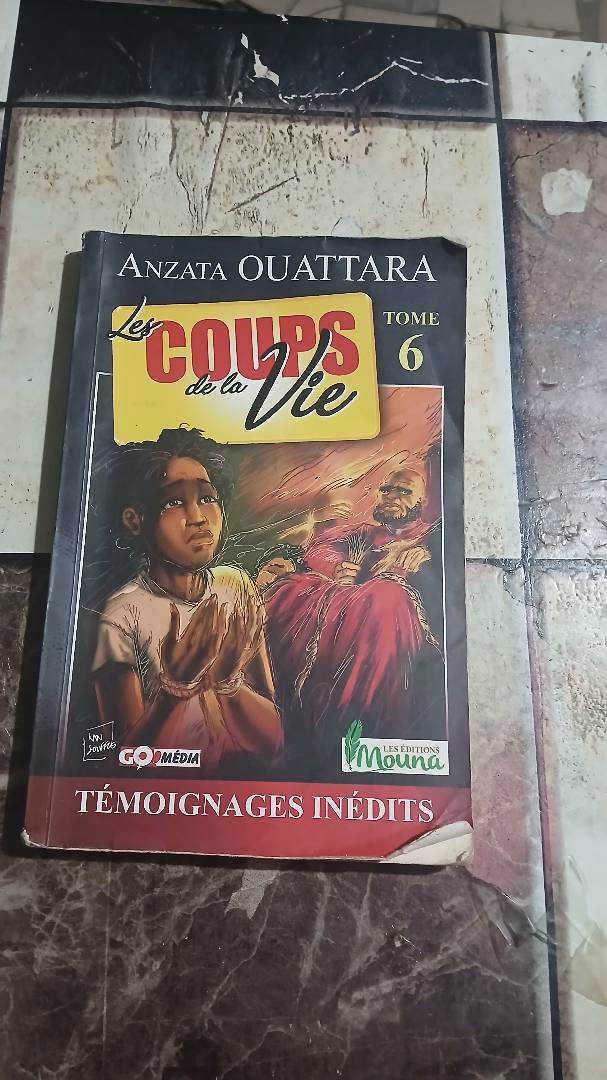 ANZATA OUATTARA
Les
COUPS
de la Vie
TOME
6
GO MÉDIA
LES ÉDITIONS
Mouna
TÉMOIGNAGES INÉDITS